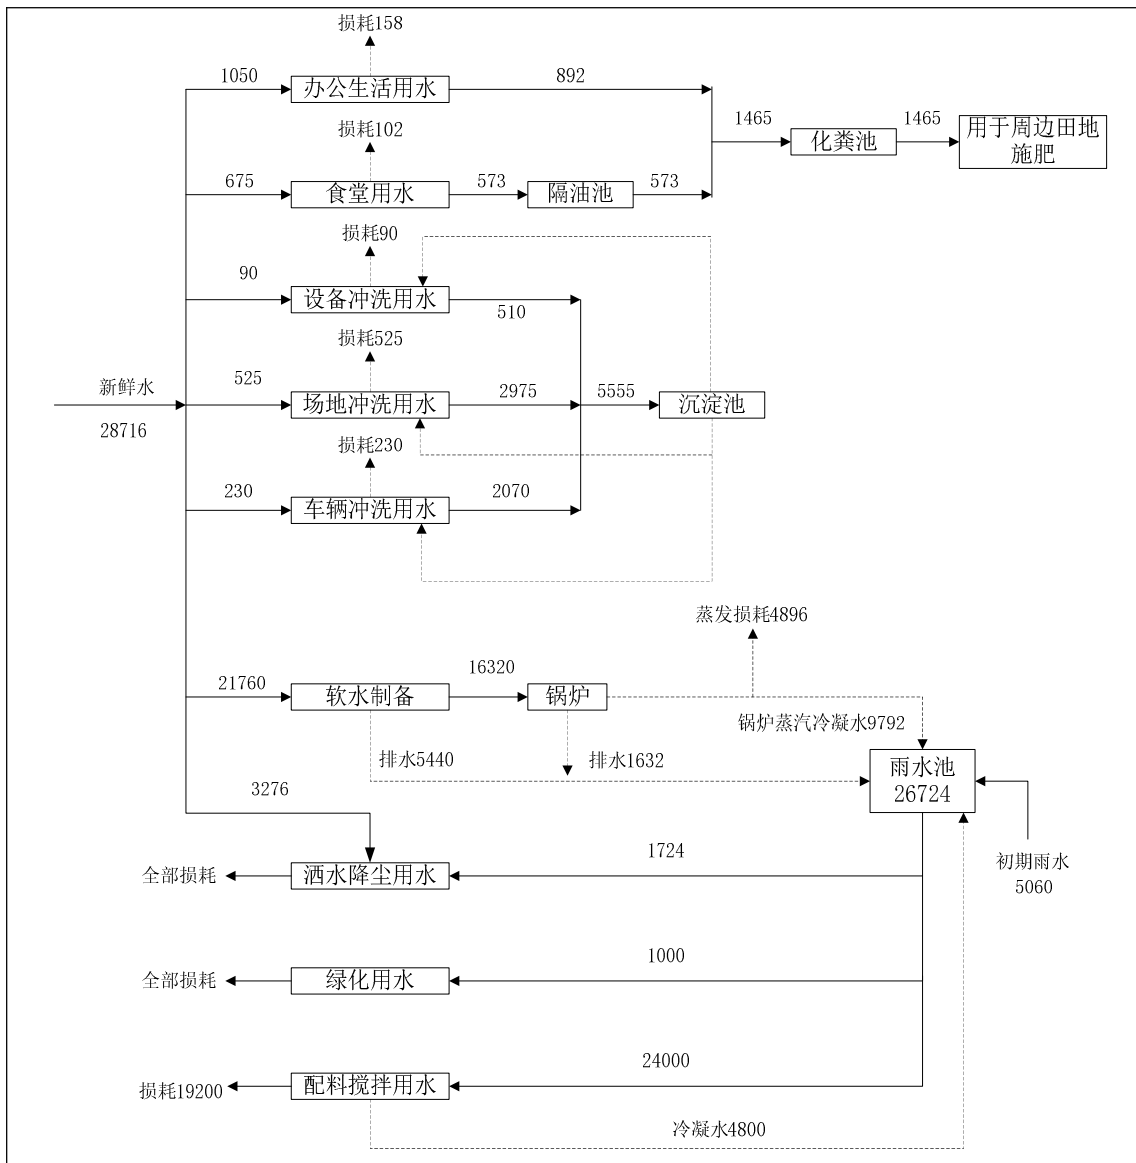 损耗158
1050
办公生活用水
892
损耗102
1465
化粪池
1465
用于周边田地
施肥
675
食堂用水
573
隔油池
573
损耗90
90
设备冲洗用水
510
损耗525
新鲜水
28716
525
场地冲洗用水
2975
5555
沉淀池
损耗230
230
车辆冲洗用水
2070
蒸发损耗4896
21760
软水制备
16320
锅炉
锅炉蒸汽冷凝水9792
排水5440
排水1632
雨水池
26724
3276
初期雨水
5060
全部损耗
洒水降尘用水
1724
全部损耗
绿化用水
1000
损耗19200
配料搅拌用水
24000
冷凝水4800